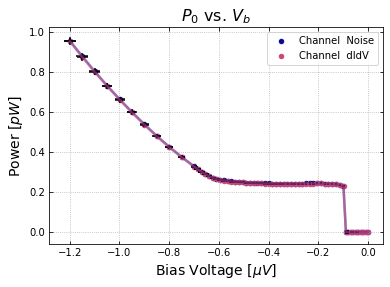 P₀ vs. V_b
Channel Noise
Channel dIdV
Power [pW]
1.0
0.8
0.6
0.4
0.2
0.0
−1.2 −1.0 −0.8 −0.6 −0.4 −0.2 0.0
Bias Voltage [μV]